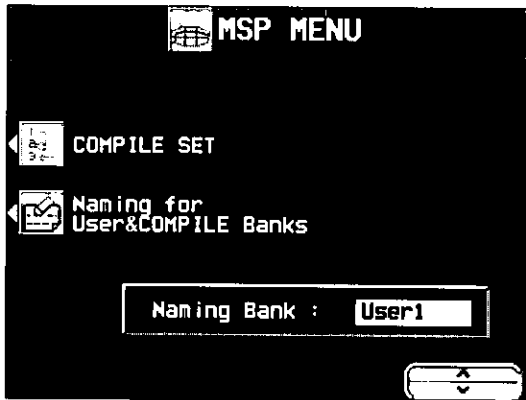 MSP MENU
COMPILE SET
Naming for
User&COMPILE Banks
Naming Bank : User1